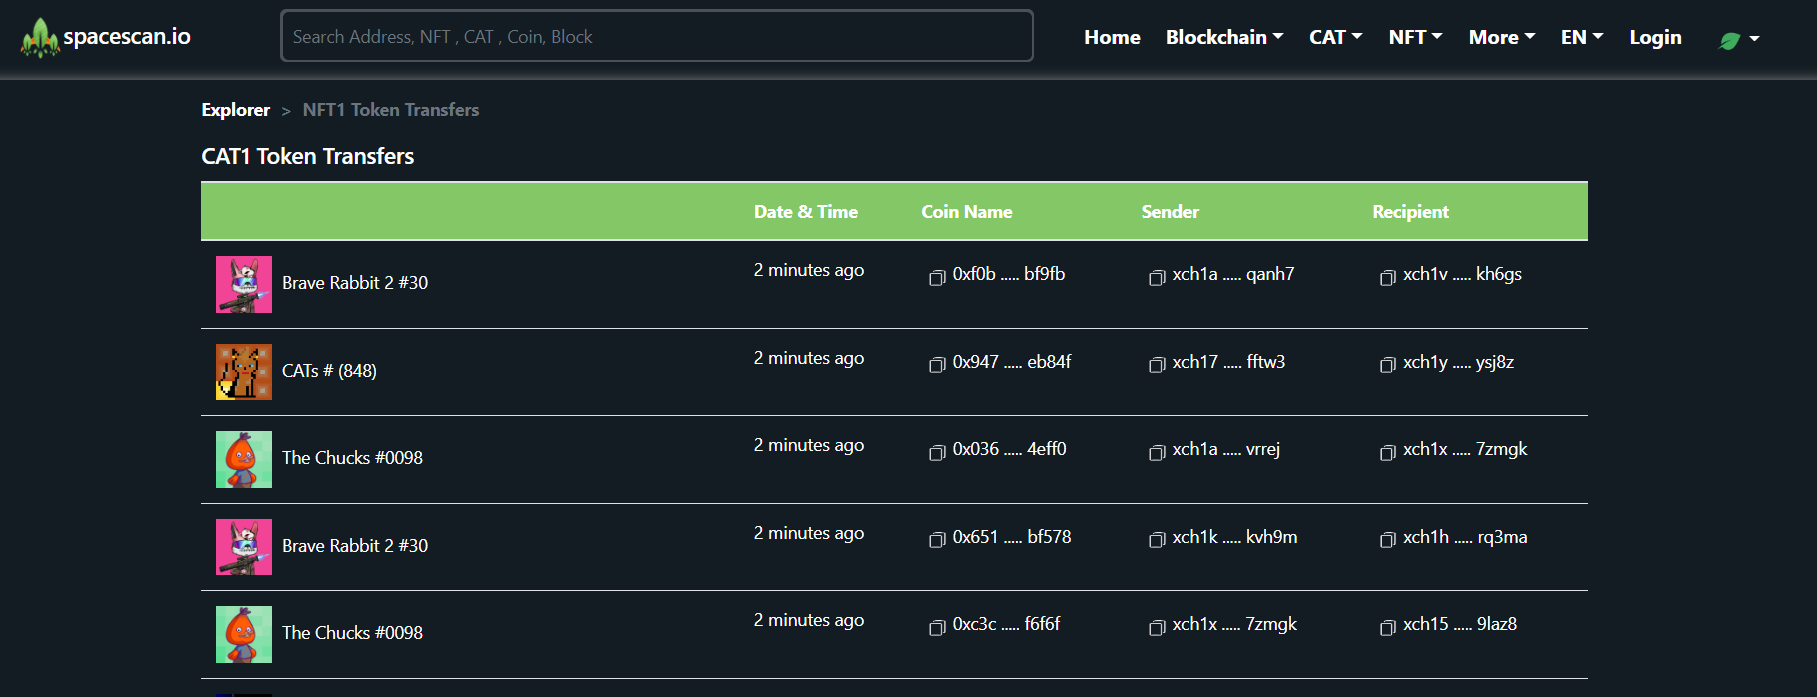 spacescan.io
Search Address, NFT , CAT , Coin, Block
Home Blockchain CAT NFT More EN Login
Explorer > NFT1 Token Transfers
CAT1 Token Transfers
Date & Time Coin Name Sender Recipient
Brave Rabbit 2 #30 2 minutes ago 0xf0b ..... bf9fb xch1a ..... qanh7 xch1v ..... kh6gs
CATs # (848) 2 minutes ago 0x947 ..... eb84f xch17 ..... fftw3 xch1y ..... ysj8z
The Chucks #0098 2 minutes ago 0x036 ..... 4eff0 xch1a ..... vrrej xch1x ..... 7zmgk
Brave Rabbit 2 #30 2 minutes ago 0x651 ..... bf578 xch1k ..... kvh9m xch1h ..... rq3ma
The Chucks #0098 2 minutes ago 0xc3c ..... f6f6f xch1x ..... 7zmgk xch15 ..... 9laz8